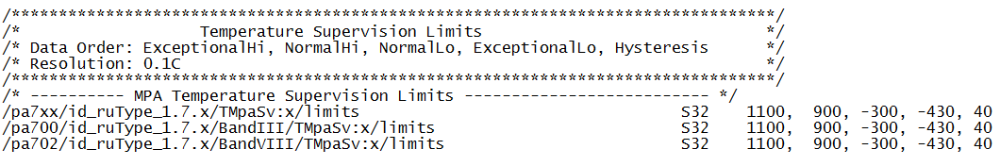 /*********************************************************************************/
/*                   Temperature Supervision Limits                              */
/* Data Order: ExceptionalHi, NormalHi, NormalLo, ExceptionalLo, Hysteresis      */
/* Resolution: 0.1C                                                              */
/*********************************************************************************/
/* ---------- MPA Temperature Supervision Limits -------------------------- */
/pa7xx/id_ruType_1.7.x/TMpaSv:x/limits                                  S32    1100,  900, -300, -430, 40
/pa700/id_ruType_1.7.x/BandIII/TMpaSv:x/limits                          S32    1100,  900, -300, -430, 40
/pa702/id_ruType_1.7.x/BandVIII/TMpaSv:x/limits                         S32    1100,  900, -300, -430, 40